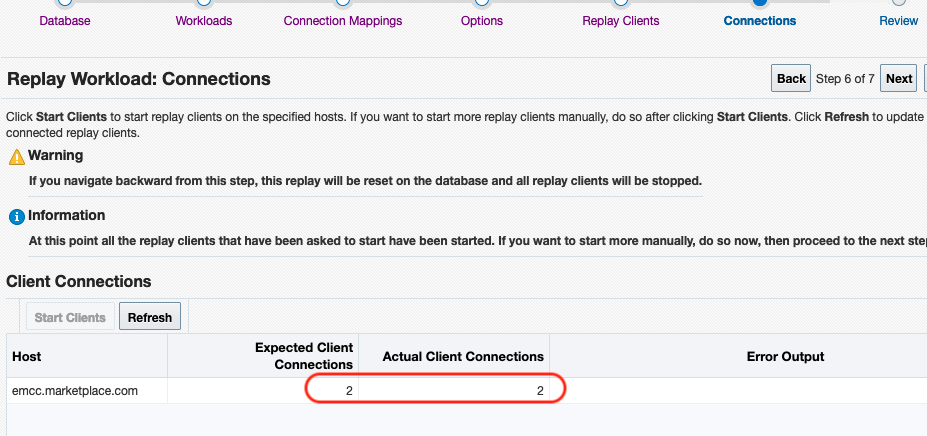 Database Workloads Connection Mappings Options Replay Clients Connections Review
Replay Workload: Connections Back Step 6 of 7 Next
Click Start Clients to start replay clients on the specified hosts. If you want to start more replay clients manually, do so after clicking Start Clients. Click Refresh to update
connected replay clients.
Warning
If you navigate backward from this step, this replay will be reset on the database and all replay clients will be stopped.
Information
At this point all the replay clients that have been asked to start have been started. If you want to start more manually, do so now, then proceed to the next step
Client Connections
Start Clients Refresh
Host Expected Client Connections Actual Client Connections Error Output
emcc.marketplace.com 2 2